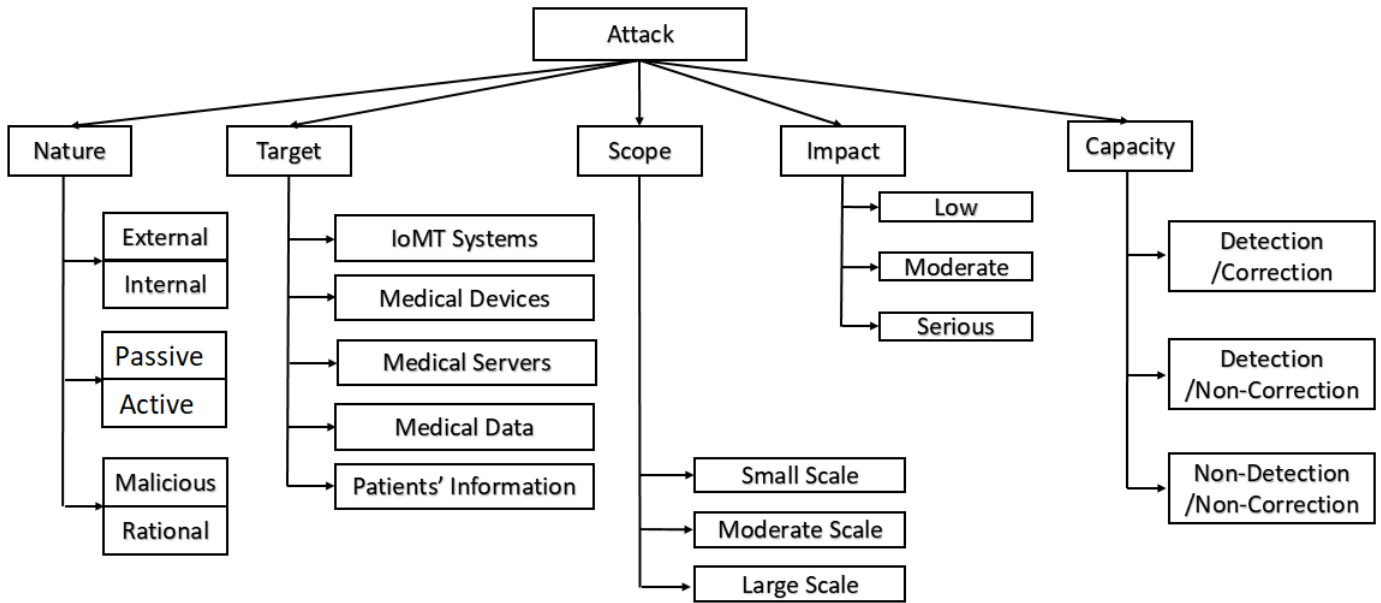 Attack
Nature
Target
Scope
Impact
Capacity
External
Internal
Passive
Active
Malicious
Rational
IoMT Systems
Medical Devices
Medical Servers
Medical Data
Patients’ Information
Small Scale
Moderate Scale
Large Scale
Low
Moderate
Serious
Detection
/Correction
Detection
/Non-Correction
Non-Detection
/Non-Correction